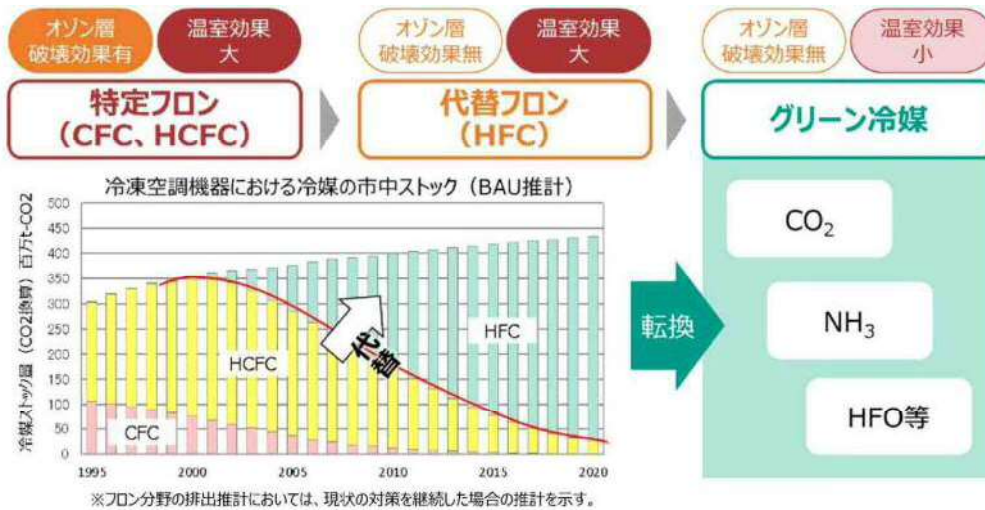 オゾン層
破壊効果有
温室効果
大
オゾン層
破壊効果無
温室効果
大
オゾン層
破壊効果無
温室効果
小
特定フロン
(CFC、HCFC)
代替フロン
(HFC)
グリーン冷媒
冷凍空調機器における冷媒の市中ストック(BAU推計)
冷媒ストック量(CO2換算)百万t-CO2
500
450
400
350
300
250
200
150
100
50
0
HFC
HCFC
CFC
代替
1995
2000
2005
2010
2015
2020
※フロン分野の排出推計においては、現状の対策を継続した場合の推計を示す。
転換
CO₂
NH₃
HFO等